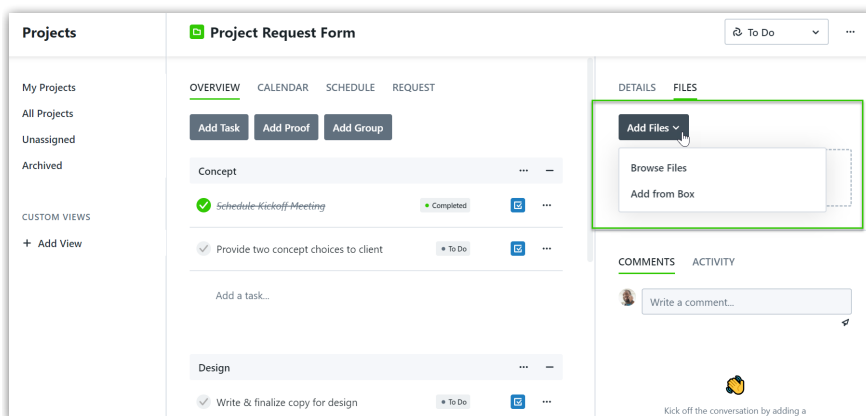 Projects
Project Request Form
To Do
My Projects
All Projects
Unassigned
Archived
CUSTOM VIEWS
+ Add View
OVERVIEW CALENDAR SCHEDULE REQUEST
Add Task Add Proof Add Group
Concept
Schedule Kickoff Meeting Completed
Provide two concept choices to client To Do
Add a task...
Design
Write & finalize copy for design To Do
DETAILS FILES
Add Files
Browse Files
Add from Box
COMMENTS ACTIVITY
Write a comment...
Kick off the conversation by adding a